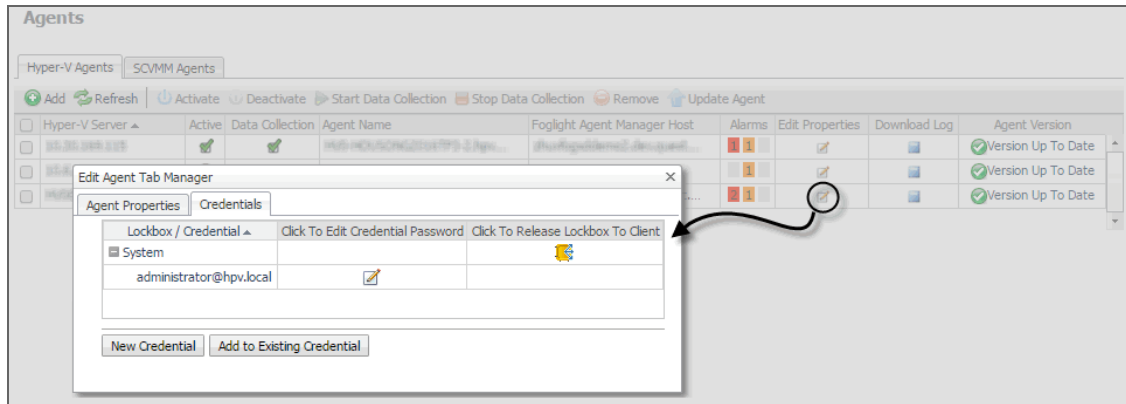 Agents
Hyper-V Agents SCVMM Agents
Add Refresh Activate Deactivate Start Data Collection Stop Data Collection Remove Update Agent
Hyper-V Server Active Data Collection Agent Name Foglight Agent Manager Host Alarms Edit Properties Download Log Agent Version
1 1 Version Up To Date
1 Version Up To Date
2 1 Version Up To Date
Edit Agent Tab Manager
Agent Properties Credentials
Lockbox / Credential Click To Edit Credential Password Click To Release Lockbox To Client
System
administrator@hpv.local
New Credential Add to Existing Credential